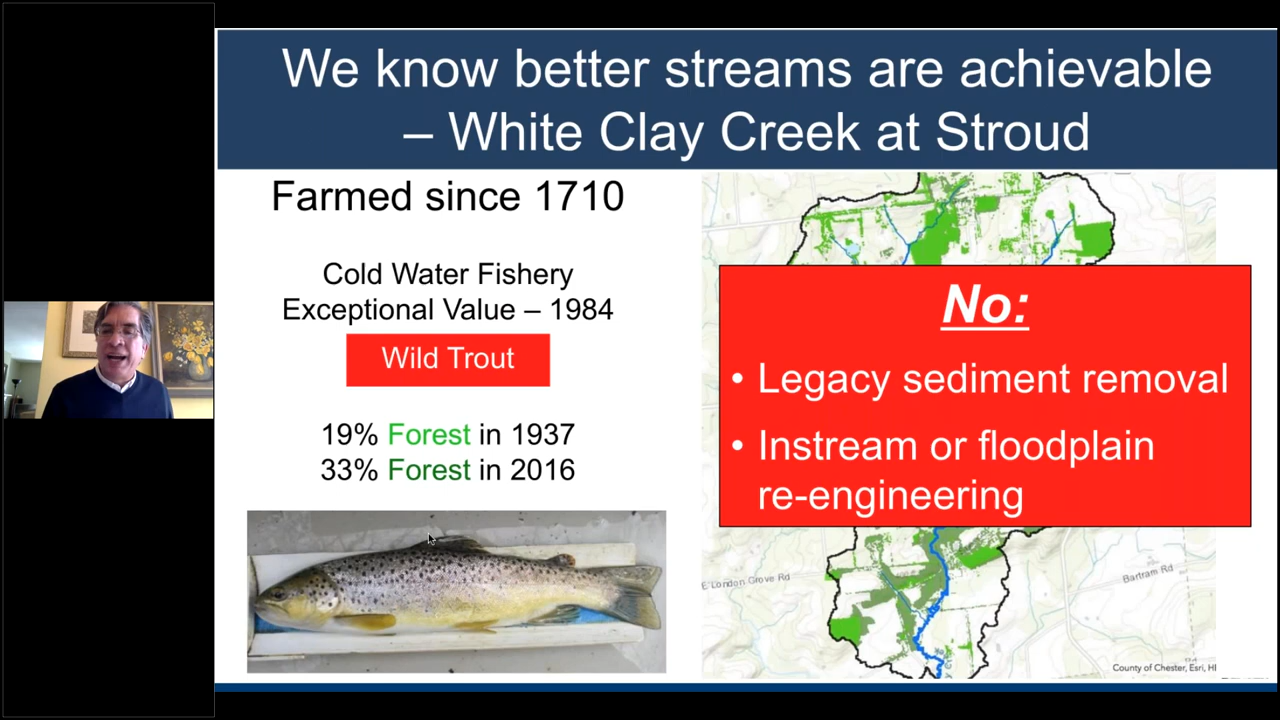 We know better streams are achievable
– White Clay Creek at Stroud
Farmed since 1710
Cold Water Fishery
Exceptional Value – 1984
Wild Trout
19% Forest in 1937
33% Forest in 2016
No:
• Legacy sediment removal
• Instream or floodplain
re-engineering
E London Grove Rd
Bartram Rd
County of Chester, Esri, HE